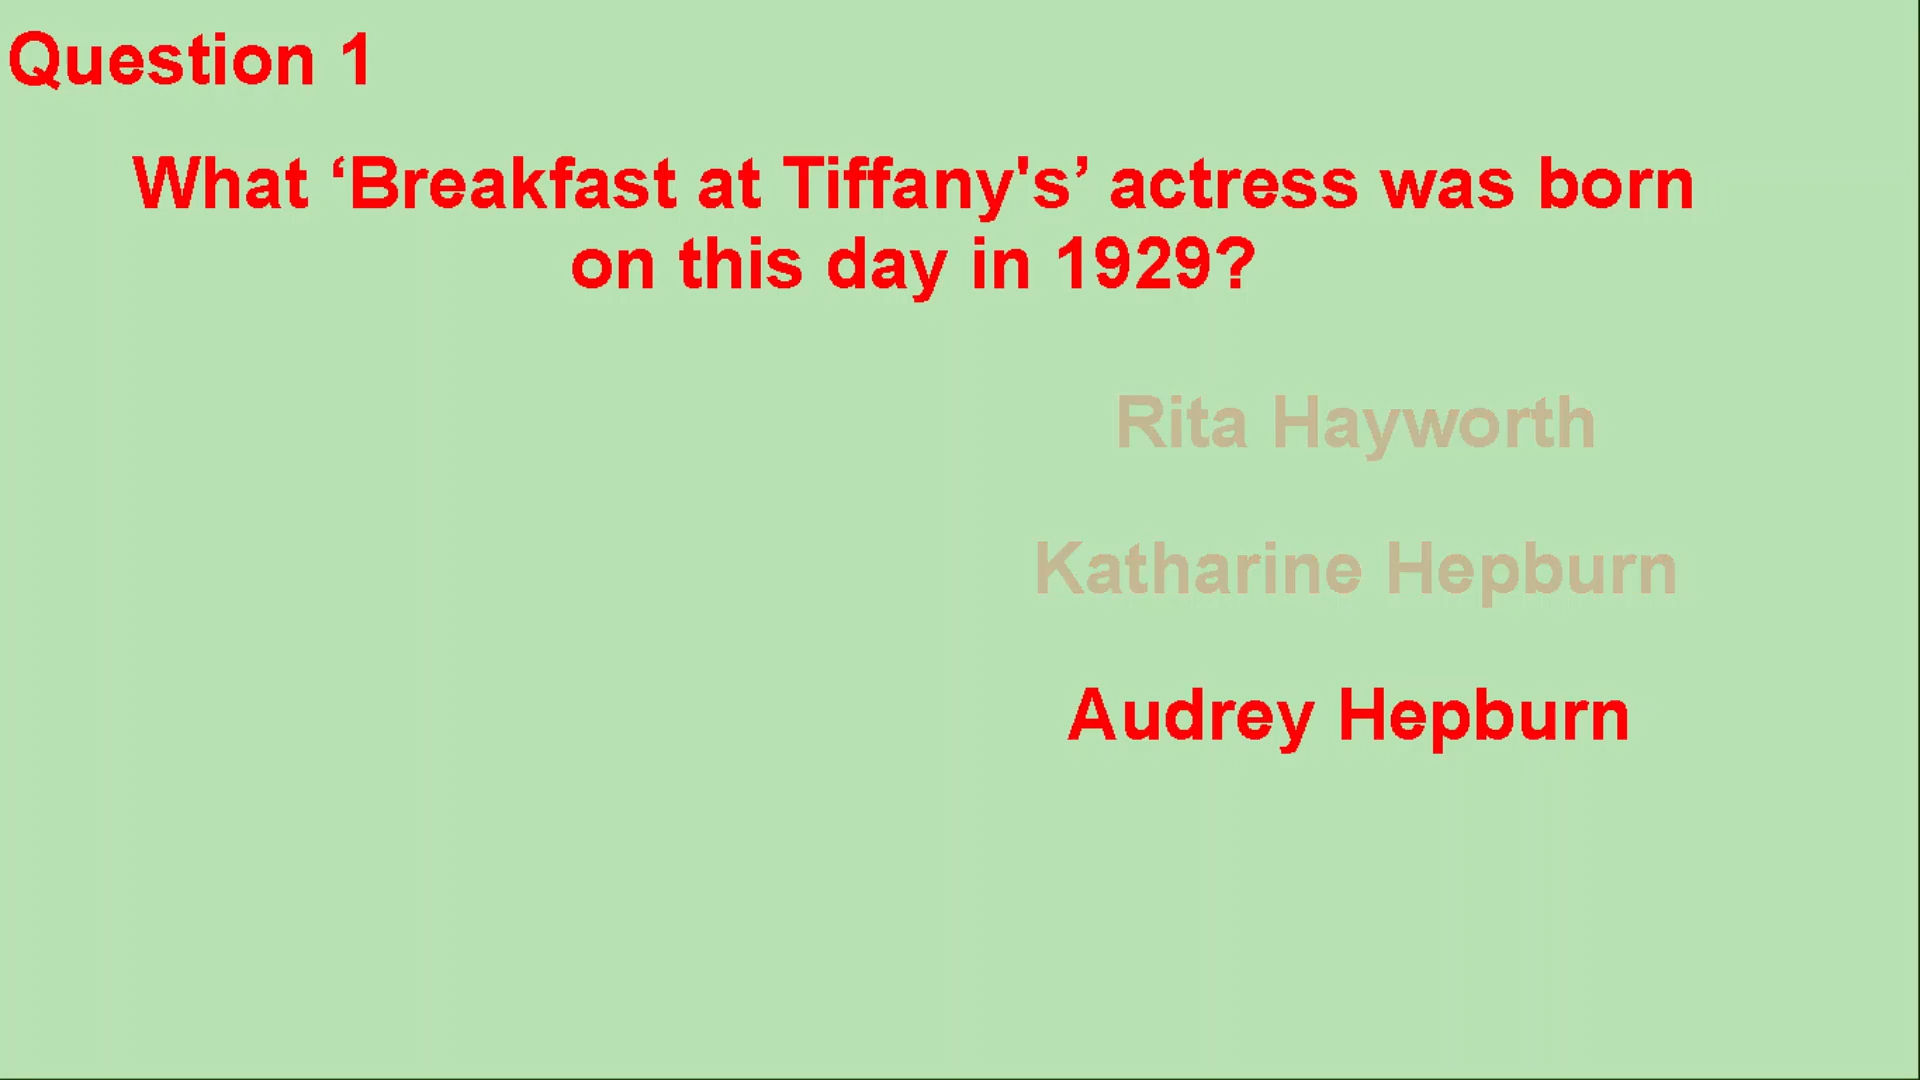 Question 1
What ‘Breakfast at Tiffany's’ actress was born
on this day in 1929?
Rita Hayworth
Katharine Hepburn
Audrey Hepburn